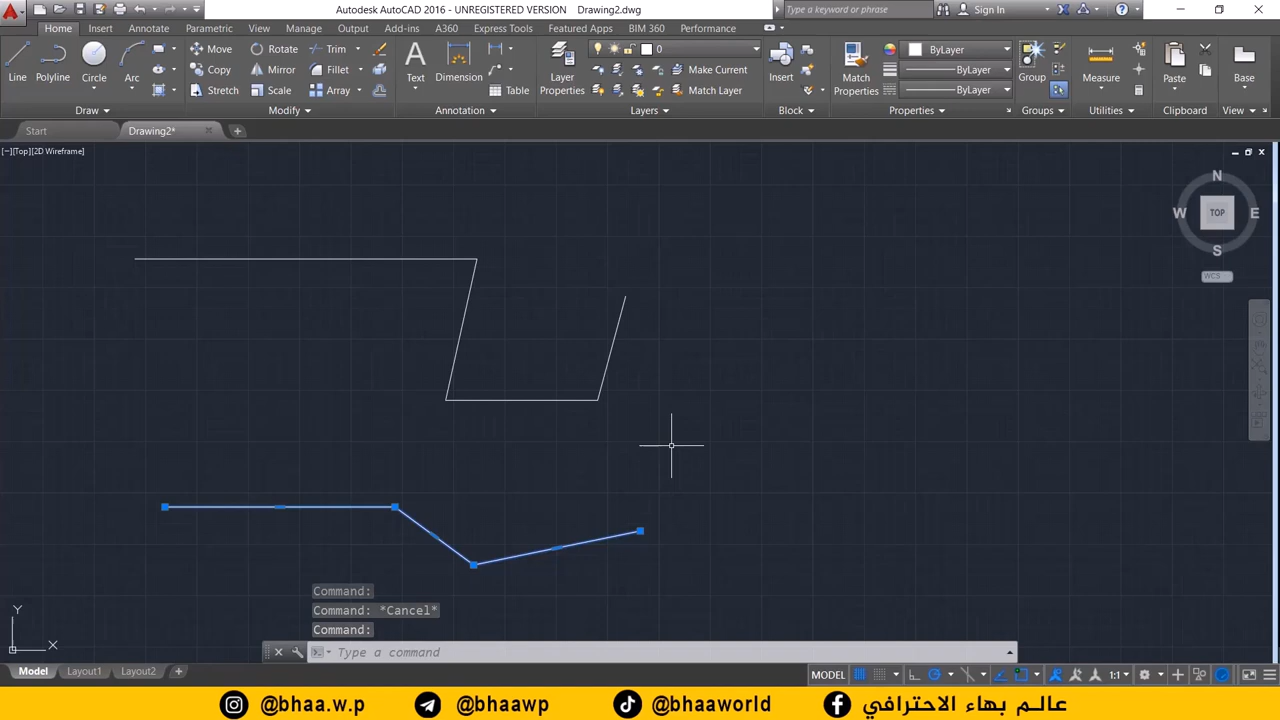 Autodesk AutoCAD 2016 - UNREGISTERED VERSION Drawing2.dwg
Type a keyword or phrase
Sign In
Home Insert Annotate Parametric View Manage Output Add-ins A360 Express Tools Featured Apps BIM 360 Performance
Line Polyline Circle Arc
Move Rotate Trim
Copy Mirror Fillet
Stretch Scale Array
Text Dimension Table
Layer Properties
0
Make Current
Match Layer
Insert
Match Properties
ByLayer
ByLayer
ByLayer
Group
Measure
Paste
Base
Draw Modify Annotation Layers Block Properties Groups Utilities Clipboard View
Start Drawing2*
[−][Top][2D Wireframe]
N
W TOP E
S
WCS
Command:
Command: *Cancel*
Command:
Type a command
Y
X
Model Layout1 Layout2
MODEL 1:1
@bhaa.w.p @bhaawp @bhaaworld عالم بهاء الاحترافي